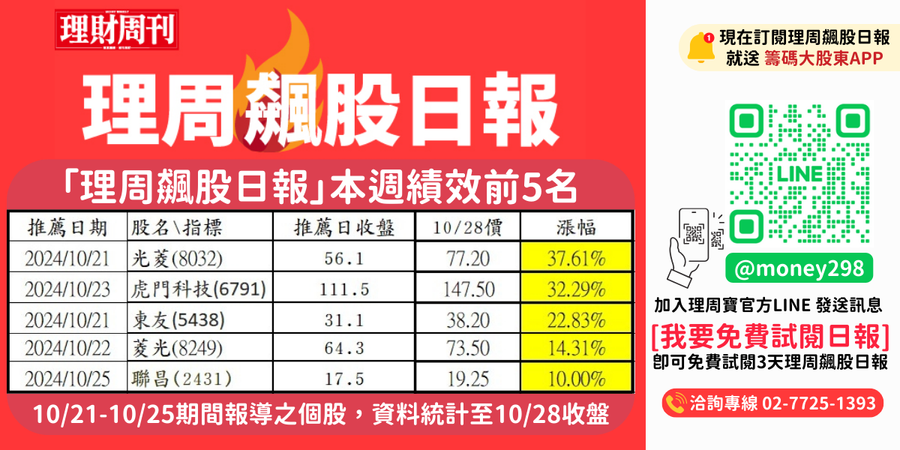 理財周刊
理周飆股日報
「理周飆股日報」本週績效前5名
推薦日期 股名\指標 推薦日收盤 10/28價 漲幅
2024/10/21 光菱(8032) 56.1 77.20 37.61%
2024/10/23 虎門科技(6791) 111.5 147.50 32.29%
2024/10/21 東友(5438) 31.1 38.20 22.83%
2024/10/22 菱光(8249) 64.3 73.50 14.31%
2024/10/25 聯昌(2431) 17.5 19.25 10.00%
10/21-10/25期間報導之個股，資料統計至10/28收盤
1
現在訂閱理周飆股日報
就送 籌碼大股東APP
LINE
@money298
加入理周寶官方LINE 發送訊息
[我要免費試閱日報]
即可免費試閱3天理周飆股日報
洽詢專線 02-7725-1393